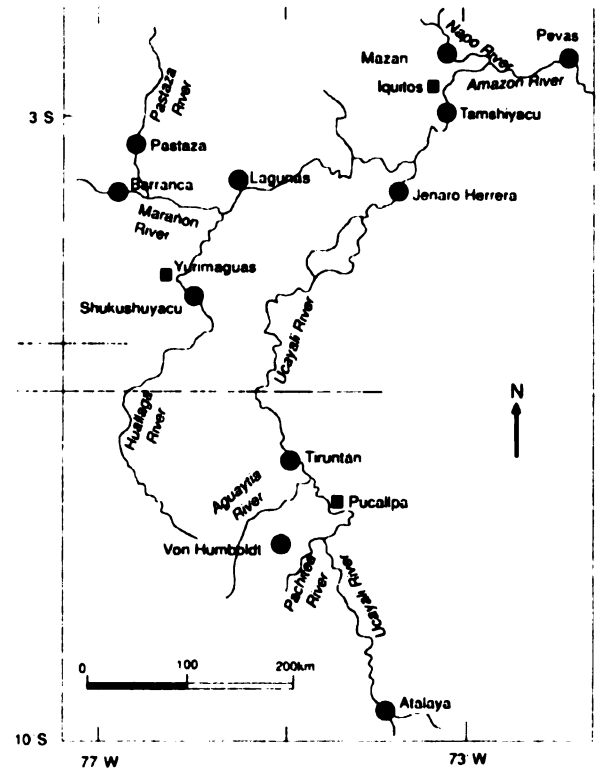 Napo River
Pevas
Mazan
Iquitos
Amazon River
Tamshiyacu
3 S
Pastaza River
Pastaza
Barranca
Lagunas
Jenaro Herrera
Marañon
River
Yurimaguas
Shukushuyacu
Ucayali River
Huallaga
River
N
Tiruntan
Aguaytia
River
Pucallpa
Von Humboldt
Pachitea
River
Ucayali River
0
100
200km
Atalaya
10 S
77 W
73 W